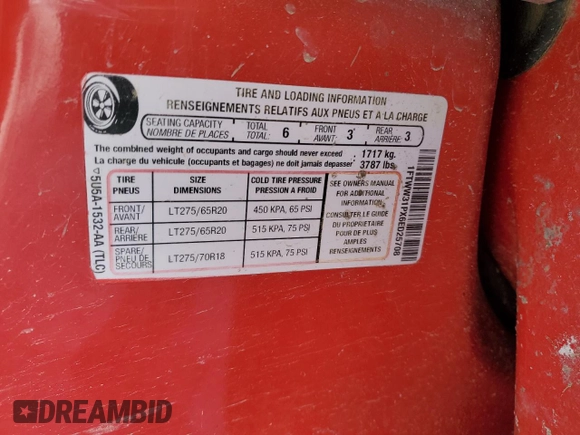 TIRE AND LOADING INFORMATION
RENSEIGNEMENTS RELATIFS AUX PNEUS ET A LA CHARGE
SEATING CAPACITY TOTAL 6 FRONT 3 REAR 3
NOMBRE DE PLACES TOTAL: AVANT: ARRIÈRE
The combined weight of occupants and cargo should never exceed : 1717 kg.
La charge du véhicule (occupants et bagages) ne doit jamais depasser 3787 lbs
TIRE PNEUS
SIZE DIMENSIONS
COLD TIRE PRESSURE PRESSION A FROID
FRONT/AVANT LT275/65R20 450 KPA, 65 PSI
REAR/ARRIÈRE LT275/65R20 515 KPA, 75 PSI
SPARE/PNEU DE SECOURS LT275/70R18 515 KPA, 75 PSI
SEE OWNERS MANUAL
FOR ADDITIONAL
INFORMATION
CONSULTER LE GUIDE
DU PROPRIETAIRE
POUR DE PLUS
AMPLES
RENSEIGNEMENTS
5U5A-1532-AA (TLC)
1FTWW31PX6ED25708
DREAMBID